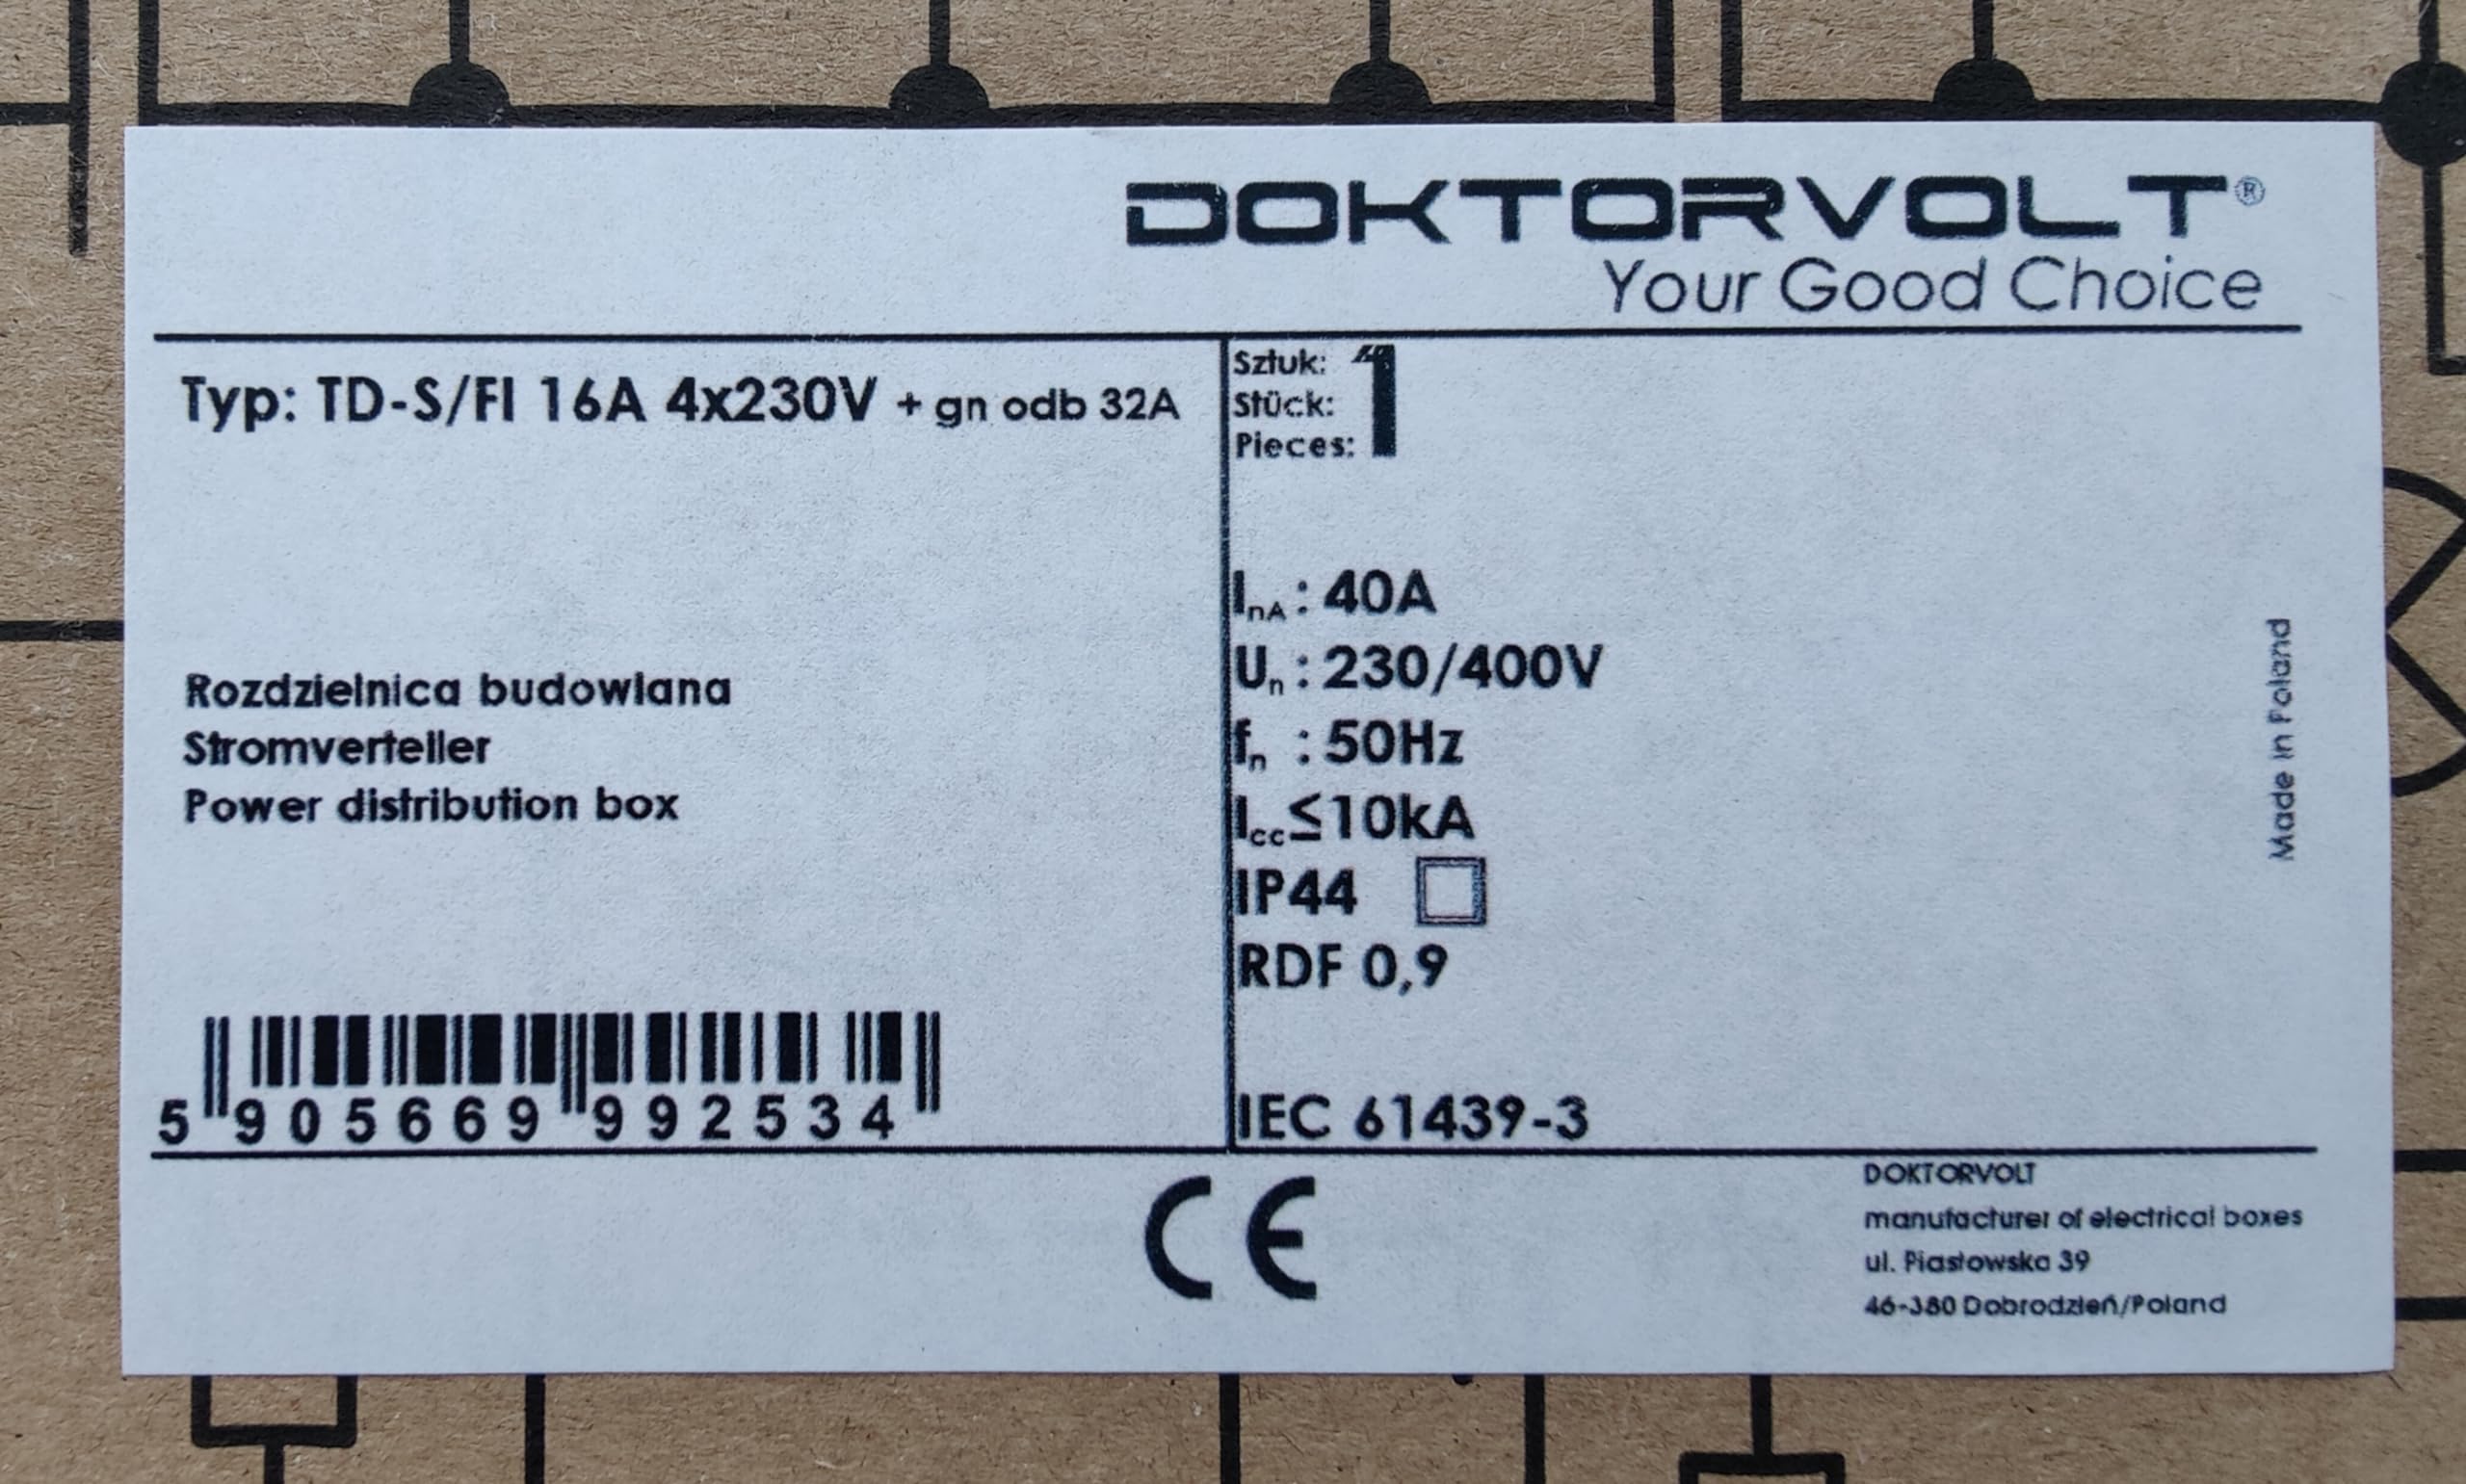 DOKTORVOLT®
Your Good Choice
Typ: TD-S/FI 16A 4x230V + gn odb 32A
Sztuk:
Stück:
Pieces:
1
Rozdzielnica budowlana
Stromverteiler
Power distribution box
InA : 40A
Un : 230/400V
fn : 50Hz
Icc≤10kA
IP44
RDF 0,9
IEC 61439-3
Made in Poland
5 905669 992534
CE
DOKTORVOLT
manufacturer of electrical boxes
ul. Piastowska 39
46-380 Dobrodzień/Poland